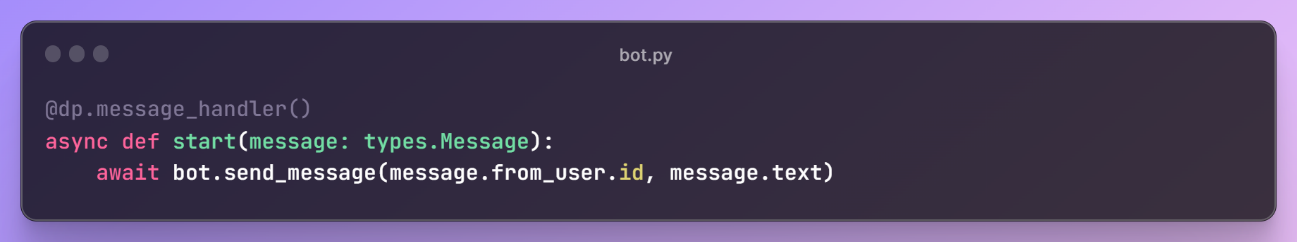 bot.py
@dp.message_handler()
async def start(message: types.Message):
    await bot.send_message(message.from_user.id, message.text)